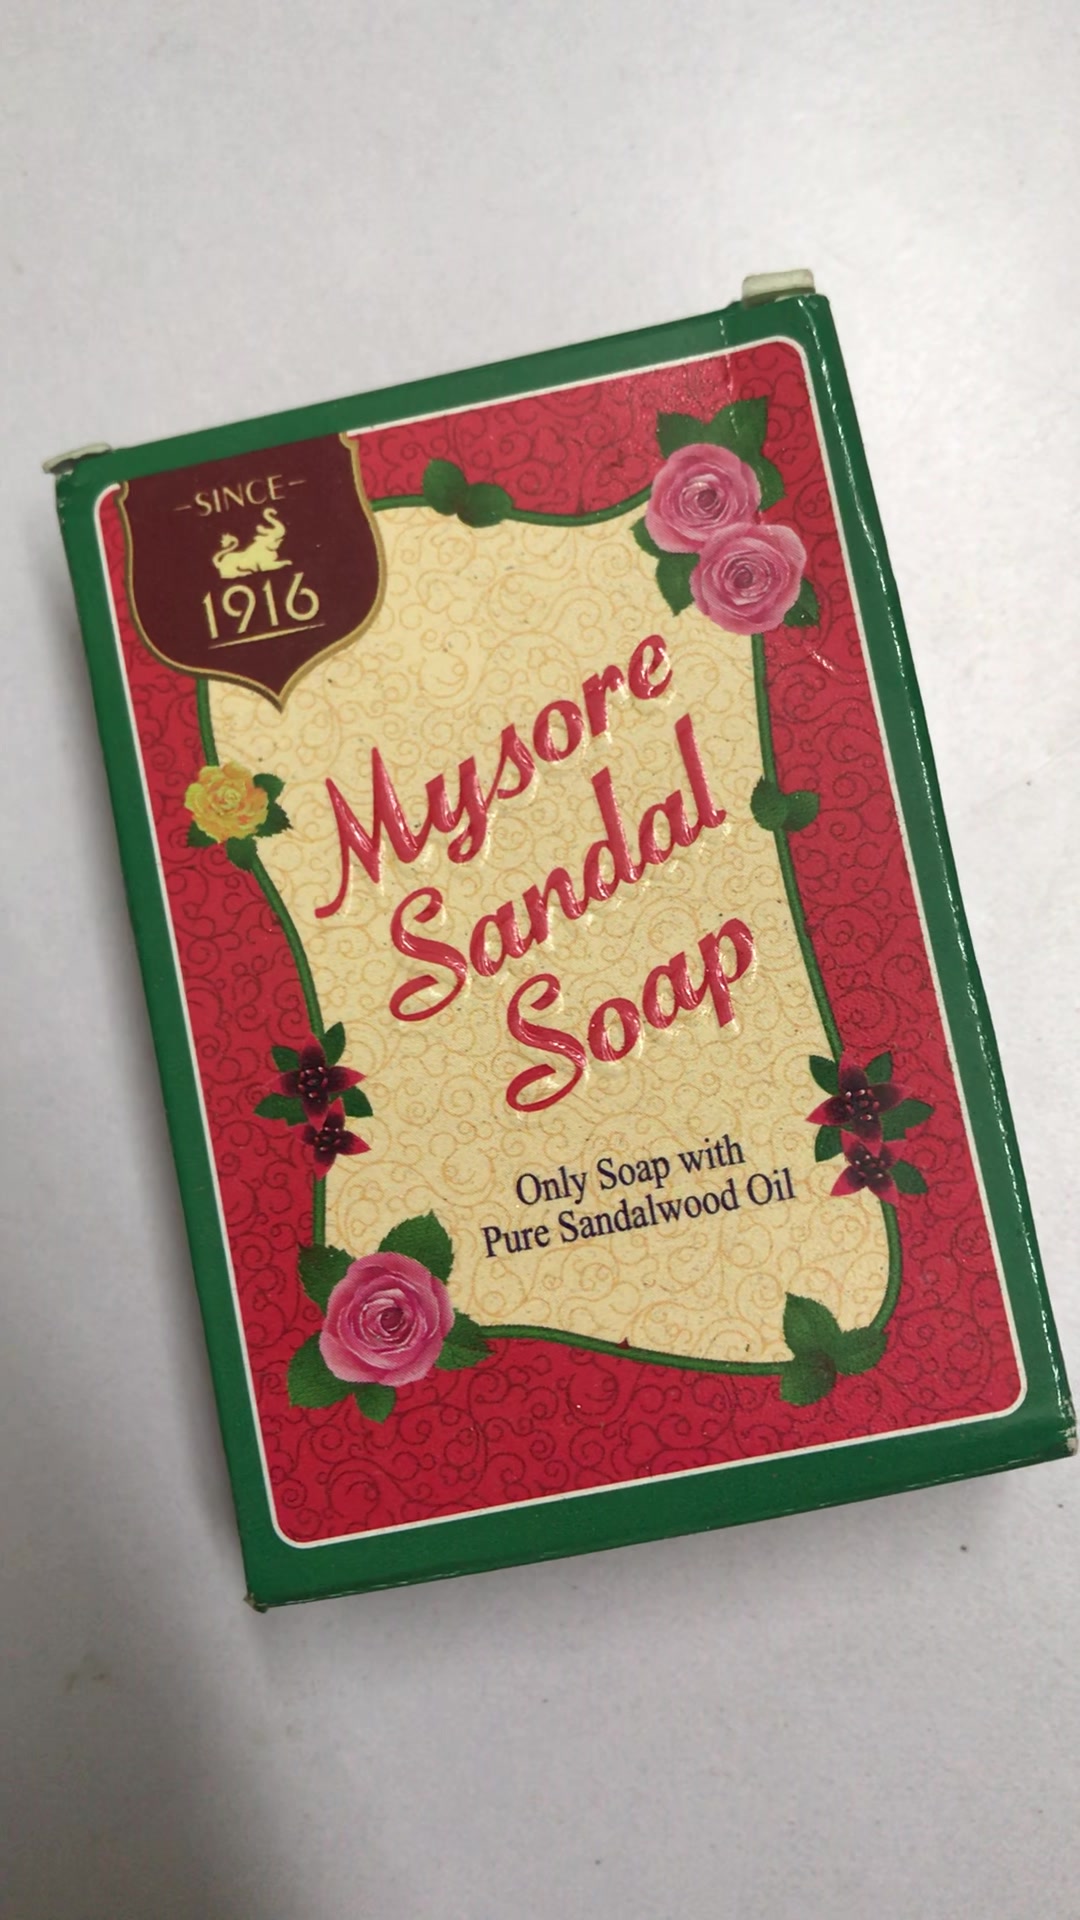 -SINCE-
1916
Mysore
Sandal
Soap
Only Soap with
Pure Sandalwood Oil